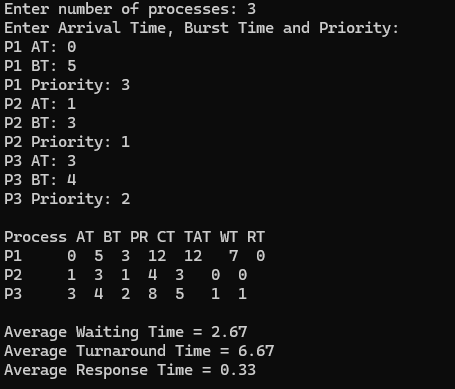 Enter number of processes: 3
Enter Arrival Time, Burst Time and Priority:
P1 AT: 0
P1 BT: 5
P1 Priority: 3
P2 AT: 1
P2 BT: 3
P2 Priority: 1
P3 AT: 3
P3 BT: 4
P3 Priority: 2
Process AT BT PR CT TAT WT RT
P1 0 5 3 12 12 7 0
P2 1 3 1 4 3 0 0
P3 3 4 2 8 5 1 1
Average Waiting Time = 2.67
Average Turnaround Time = 6.67
Average Response Time = 0.33